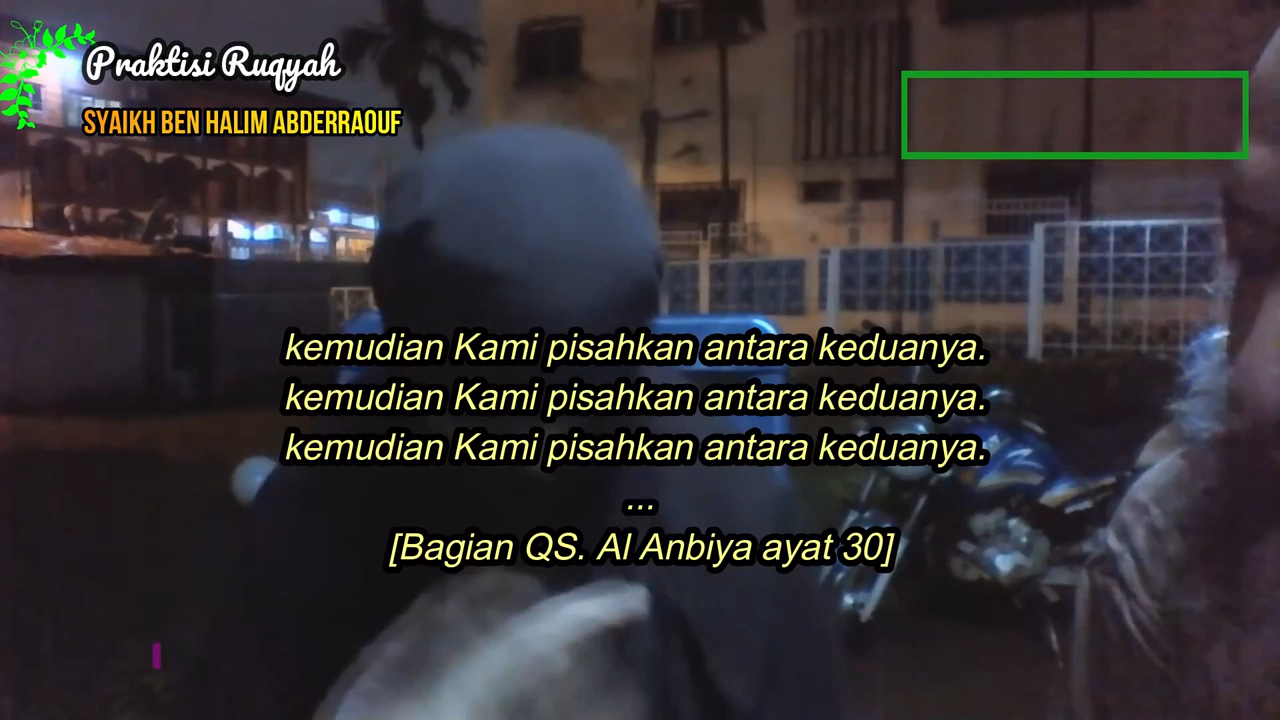 Praktisi Ruqyah
SYAIKH BEN HALIM ABDERRAOUF
kemudian Kami pisahkan antara keduanya.
kemudian Kami pisahkan antara keduanya.
kemudian Kami pisahkan antara keduanya.
...
[Bagian QS. Al Anbiya ayat 30]